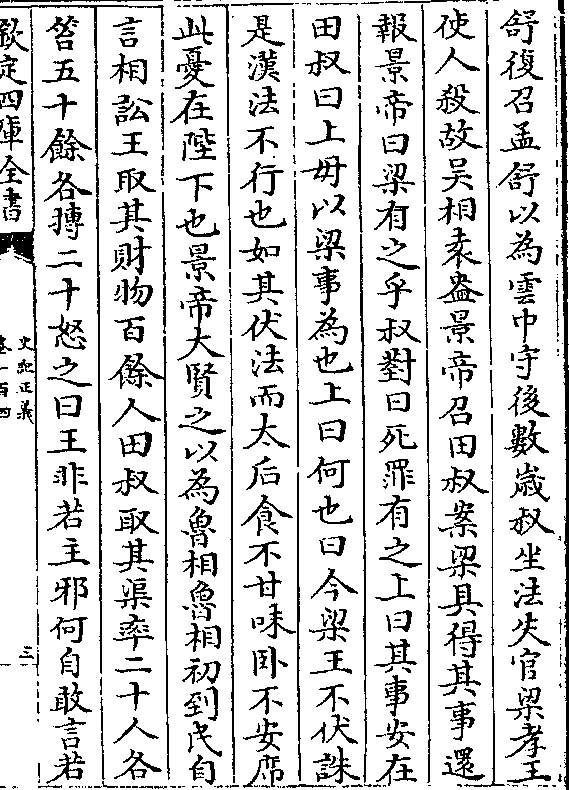 舒復召孟舒以為雲中守後數嵗叔坐法失官梁孝王
使人殺故吳相袁盎景帝召田叔案梁具得其事還
報景帝曰梁有之乎叔對曰死罪有之上曰其事安在
田叔曰上毋以梁事為也上曰何也曰今梁王不伏誅
是漢法不行也如其伏法而太后食不甘味卧不安席
此憂在陛下也景帝大賢之以為魯相魯相初到民自
言相訟王取其財物百餘人田叔取其渠率二十人各
笞五十餘各搏二十怒之曰王非若主邪何自敢言若
欽定四庫全書
史記正義
卷一百四
三